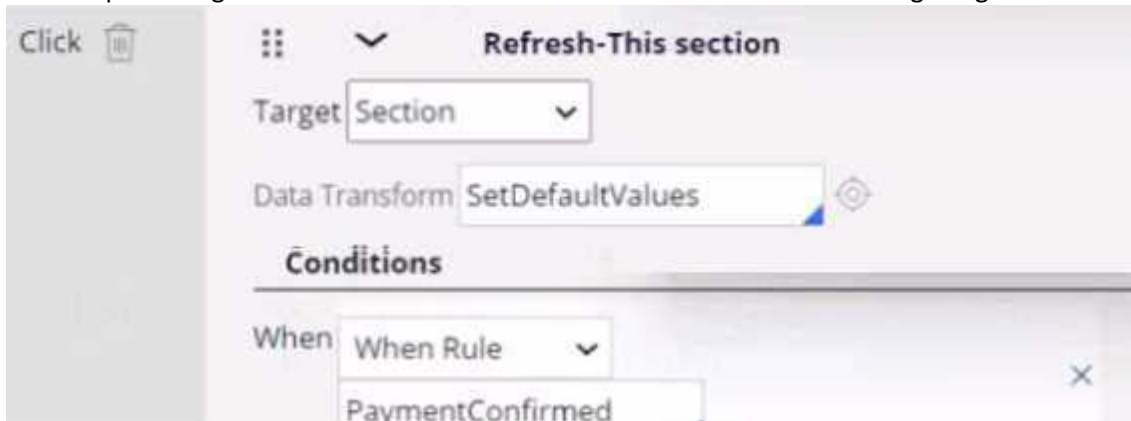 Click
Refresh-This section
Target Section
Data Transform SetDefaultValues
Conditions
When When Rule
PaymentConfirmed